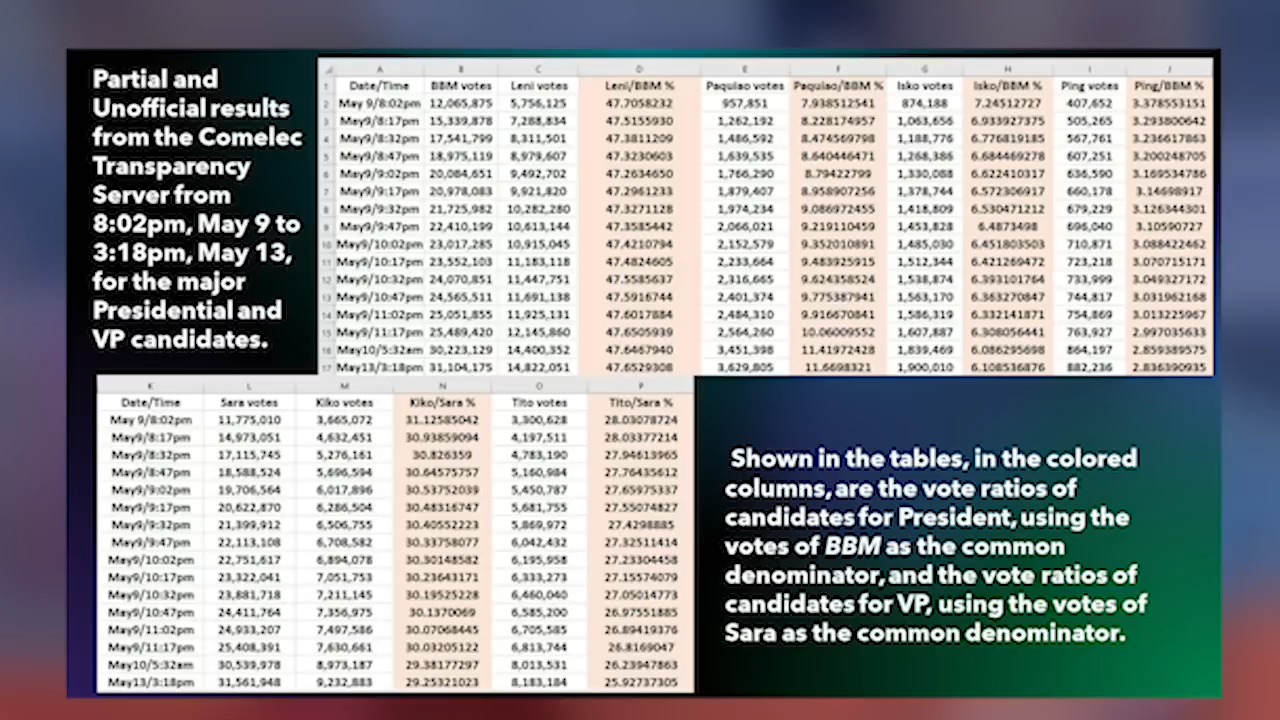 Partial and
Unofficial results
from the Comelec
Transparency
Server from
8:02pm, May 9 to
3:18pm, May 13,
for the major
Presidential and
VP candidates.
A B C D E F G H I J
1 Date/Time BBM votes Leni votes Leni/BBM % Paquiao votes Paquiao/BBM % Isko votes Isko/BBM % Ping votes Ping/BBM %
2 May 9/8:02pm 12,065,875 5,756,125 47.7058232 957,851 7.938512541 874,188 7.24512727 407,652 3.378553151
3 May9/8:17pm 15,339,878 7,288,834 47.5155930 1,262,192 8.228174957 1,063,656 6.933927375 505,265 3.293800642
4 May9/8:32pm 17,541,799 8,311,501 47.3811209 1,486,592 8.474569798 1,188,776 6.776819185 567,761 3.236617863
5 May9/8:47pm 18,975,119 8,979,607 47.3230603 1,639,535 8.640446471 1,268,386 6.684469278 607,251 3.200248705
6 May9/9:02pm 20,084,651 9,492,702 47.2634650 1,766,290 8.79422799 1,330,088 6.622410317 636,590 3.169534786
7 May9/9:17pm 20,978,083 9,921,820 47.2961233 1,879,407 8.958907256 1,378,744 6.572306917 660,178 3.14698917
8 May9/9:32pm 21,725,982 10,282,280 47.3271128 1,974,234 9.086972455 1,418,809 6.530471212 679,229 3.126344301
9 May9/9:47pm 22,410,199 10,613,144 47.3585442 2,066,021 9.219110459 1,453,828 6.4873498 696,040 3.10590727
10 May9/10:02pm 23,017,285 10,915,045 47.4210794 2,152,579 9.352010891 1,485,030 6.451803503 710,871 3.088422462
11 May9/10:17pm 23,552,103 11,183,118 47.4824605 2,233,664 9.483925915 1,512,344 6.421269472 723,218 3.070715171
12 May9/10:32pm 24,070,851 11,447,751 47.5585637 2,316,665 9.624358524 1,538,874 6.393101764 733,999 3.049327172
13 May9/10:47pm 24,565,511 11,691,138 47.5916744 2,401,374 9.775387941 1,563,170 6.363270847 744,817 3.031962168
14 May9/11:02pm 25,051,855 11,925,131 47.6017884 2,484,310 9.916670841 1,586,319 6.332141871 754,869 3.013225967
15 May9/11:17pm 25,489,420 12,145,860 47.6505939 2,564,260 10.06009552 1,607,887 6.308056441 763,927 2.997035633
16 May10/5:32am 30,223,129 14,400,352 47.6467940 3,451,398 11.41972428 1,839,469 6.086295698 864,197 2.859389575
17 May13/3:18pm 31,104,175 14,822,051 47.6529308 3,629,805 11.6698321 1,900,010 6.108536876 882,236 2.836390935
K L M N O P
Date/Time Sara votes Kiko votes Kiko/Sara % Tito votes Tito/Sara %
May 9/8:02pm 11,775,010 3,665,072 31.12585042 3,300,628 28.03078724
May9/8:17pm 14,973,051 4,632,451 30.93859094 4,197,511 28.03377214
May9/8:32pm 17,115,745 5,276,161 30.826359 4,783,190 27.94613965
May9/8:47pm 18,588,524 5,696,594 30.64575757 5,160,984 27.76435612
May9/9:02pm 19,706,564 6,017,896 30.53752039 5,450,787 27.65975337
May9/9:17pm 20,622,870 6,286,504 30.48316747 5,681,755 27.55074827
May9/9:32pm 21,399,912 6,506,755 30.40552223 5,869,972 27.4298885
May9/9:47pm 22,113,108 6,708,582 30.33758077 6,042,432 27.32511414
May9/10:02pm 22,751,617 6,894,078 30.30148582 6,195,958 27.23304458
May9/10:17pm 23,322,041 7,051,753 30.23643171 6,333,273 27.15574079
May9/10:32pm 23,881,718 7,211,145 30.19525228 6,460,040 27.05014773
May9/10:47pm 24,411,764 7,356,975 30.1370069 6,585,200 26.97551885
May9/11:02pm 24,933,207 7,497,586 30.07068445 6,705,585 26.89419376
May9/11:17pm 25,408,391 7,630,661 30.03205122 6,813,744 26.8169047
May10/5:32am 30,539,978 8,973,187 29.38177297 8,013,531 26.23947863
May13/3:18pm 31,561,948 9,232,883 29.25321023 8,183,184 25.92737305
Shown in the tables, in the colored
columns, are the vote ratios of
candidates for President, using the
votes of BBM as the common
denominator, and the vote ratios of
candidates for VP, using the votes of
Sara as the common denominator.